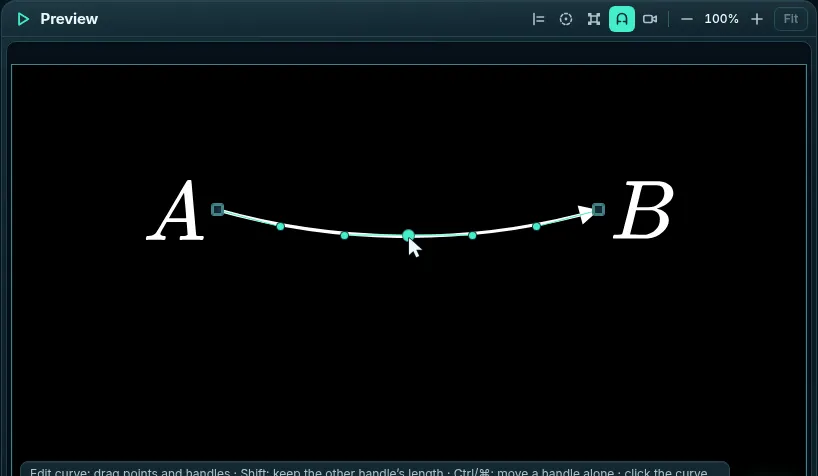 Preview
100%
Fit
A
B
Edit curve: drag points and handles · Shift: keep the other handle's length · Ctrl/⌘: move a handle alone · click the curve